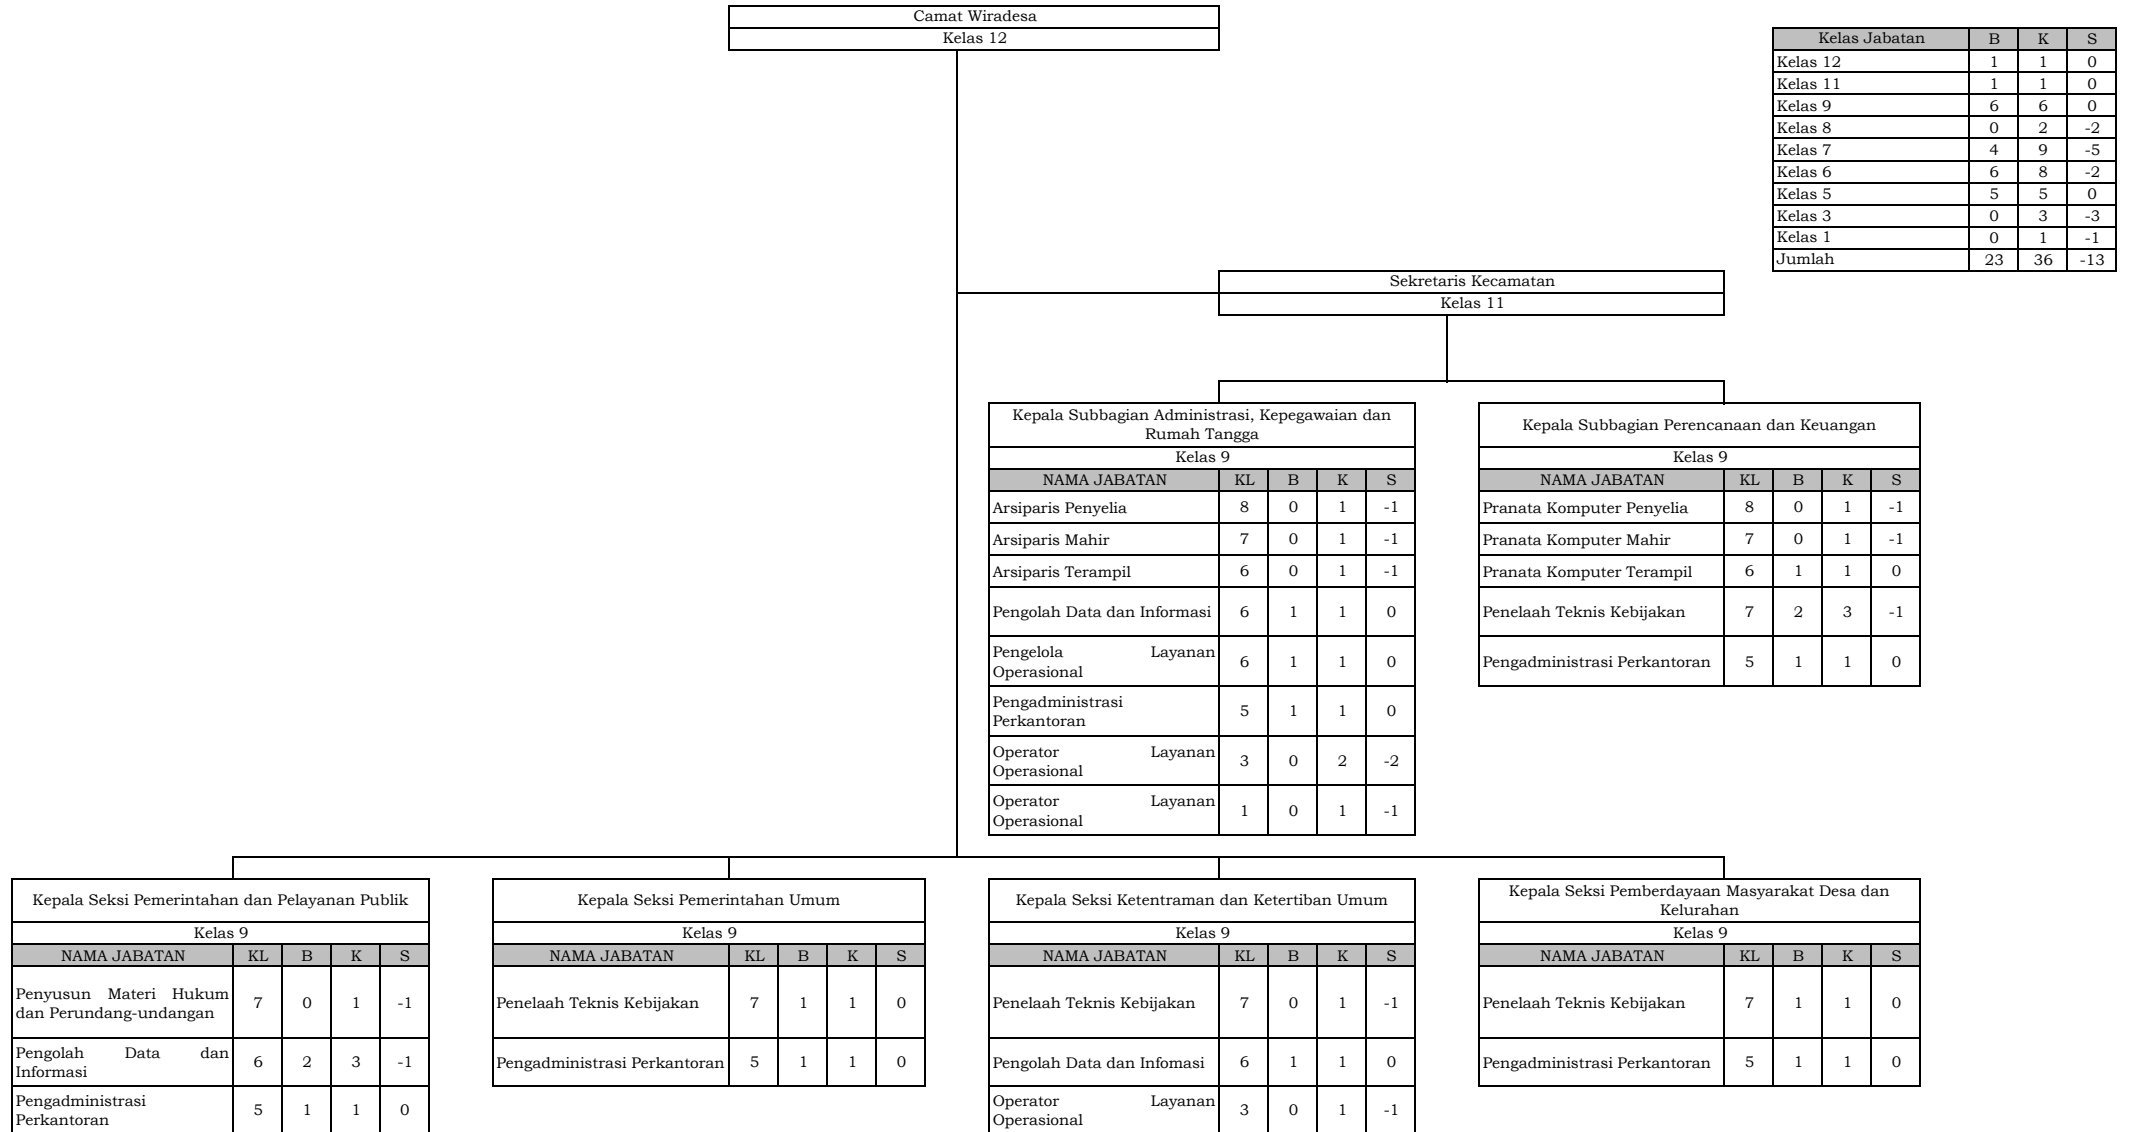 Camat Wiradesa
Kelas 12
Kelas Jabatan B K S
Kelas 12 1 1 0
Kelas 11 1 1 0
Kelas 9 6 6 0
Kelas 8 0 2 -2
Kelas 7 4 9 -5
Kelas 6 6 8 -2
Kelas 5 5 5 0
Kelas 3 0 3 -3
Kelas 1 0 1 -1
Jumlah 23 36 -13
Sekretaris Kecamatan
Kelas 11
Kepala Subbagian Administrasi, Kepegawaian dan
Rumah Tangga
Kelas 9
NAMA JABATAN KL B K S
Arsiparis Penyelia 8 0 1 -1
Arsiparis Mahir 7 0 1 -1
Arsiparis Terampil 6 0 1 -1
Pengolah Data dan Informasi 6 1 1 0
Pengelola Layanan
Operasional 6 1 1 0
Pengadministrasi
Perkantoran 5 1 1 0
Operator Layanan
Operasional 3 0 2 -2
Operator Layanan
Operasional 1 0 1 -1
Kepala Subbagian Perencanaan dan Keuangan
Kelas 9
NAMA JABATAN KL B K S
Pranata Komputer Penyelia 8 0 1 -1
Pranata Komputer Mahir 7 0 1 -1
Pranata Komputer Terampil 6 1 1 0
Penelaah Teknis Kebijakan 7 2 3 -1
Pengadministrasi Perkantoran 5 1 1 0
Kepala Seksi Pemerintahan dan Pelayanan Publik
Kelas 9
NAMA JABATAN KL B K S
Penyusun Materi Hukum
dan Perundang-undangan 7 0 1 -1
Pengolah Data dan
Informasi 6 2 3 -1
Pengadministrasi
Perkantoran 5 1 1 0
Kepala Seksi Pemerintahan Umum
Kelas 9
NAMA JABATAN KL B K S
Penelaah Teknis Kebijakan 7 1 1 0
Pengadministrasi Perkantoran 5 1 1 0
Kepala Seksi Ketentraman dan Ketertiban Umum
Kelas 9
NAMA JABATAN KL B K S
Penelaah Teknis Kebijakan 7 0 1 -1
Pengolah Data dan Infomasi 6 1 1 0
Operator Layanan
Operasional 3 0 1 -1
Kepala Seksi Pemberdayaan Masyarakat Desa dan
Kelurahan
Kelas 9
NAMA JABATAN KL B K S
Penelaah Teknis Kebijakan 7 1 1 0
Pengadministrasi Perkantoran 5 1 1 0